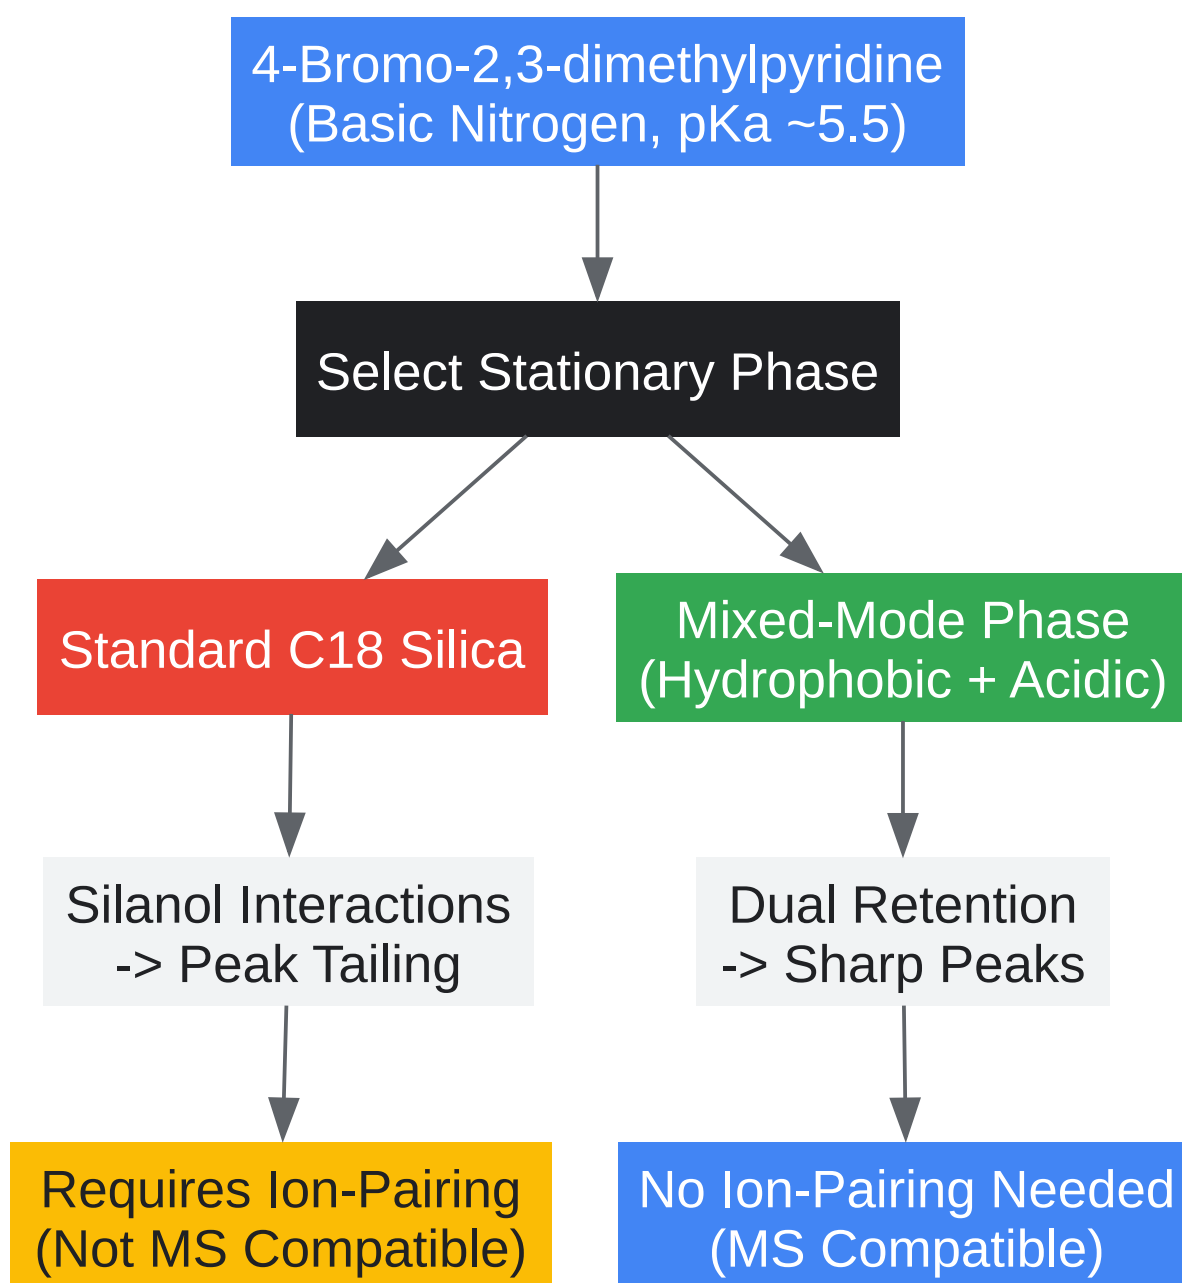 4-Bromo-2,3-dimethylpyridine
(Basic Nitrogen, pKa ~5.5)
Select Stationary Phase
Standard C18 Silica
Mixed-Mode Phase
(Hydrophobic + Acidic)
Silanol Interactions
-> Peak Tailing
Dual Retention
-> Sharp Peaks
Requires Ion-Pairing
(Not MS Compatible)
No Ion-Pairing Needed
(MS Compatible)